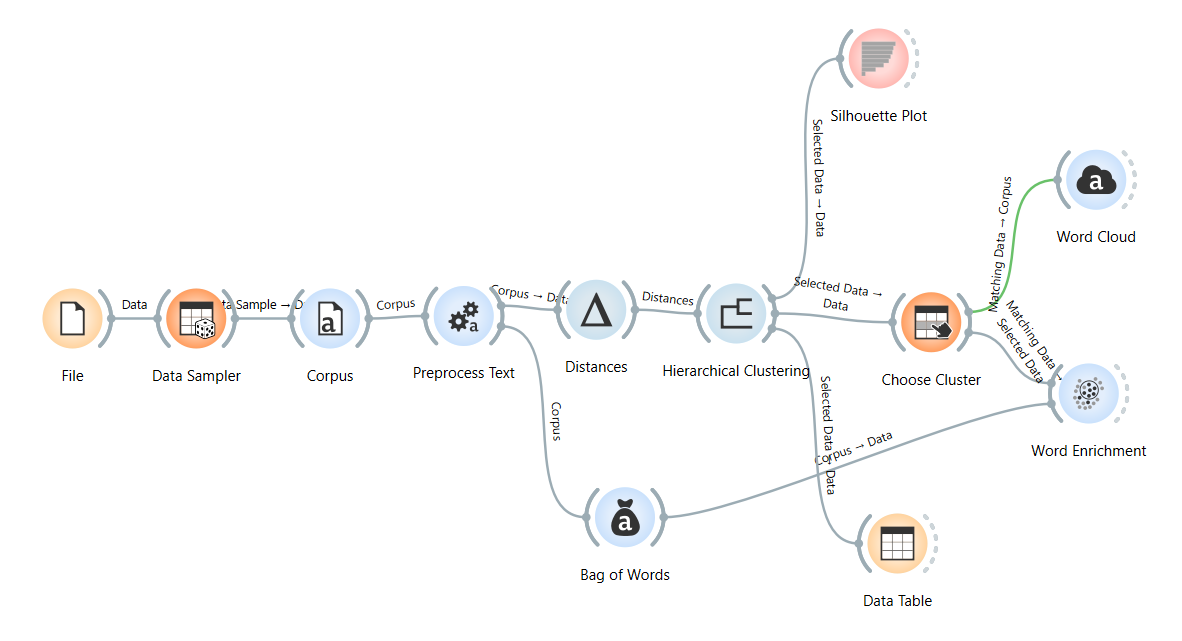 Silhouette Plot
Selected Data → Data
Word Cloud
Matching Data → Corpus
File
Data
Data Sampler
ta Sample → D
Corpus
Corpus
Preprocess Text
Corpus → Data
Distances
Distances
Hierarchical Clustering
Selected Data →
Data
Choose Cluster
Matching Data →
Selected Data
Word Enrichment
Corpus
Selected Data → Data
Corpus → Data
Bag of Words
Data Table
a
a
a
a